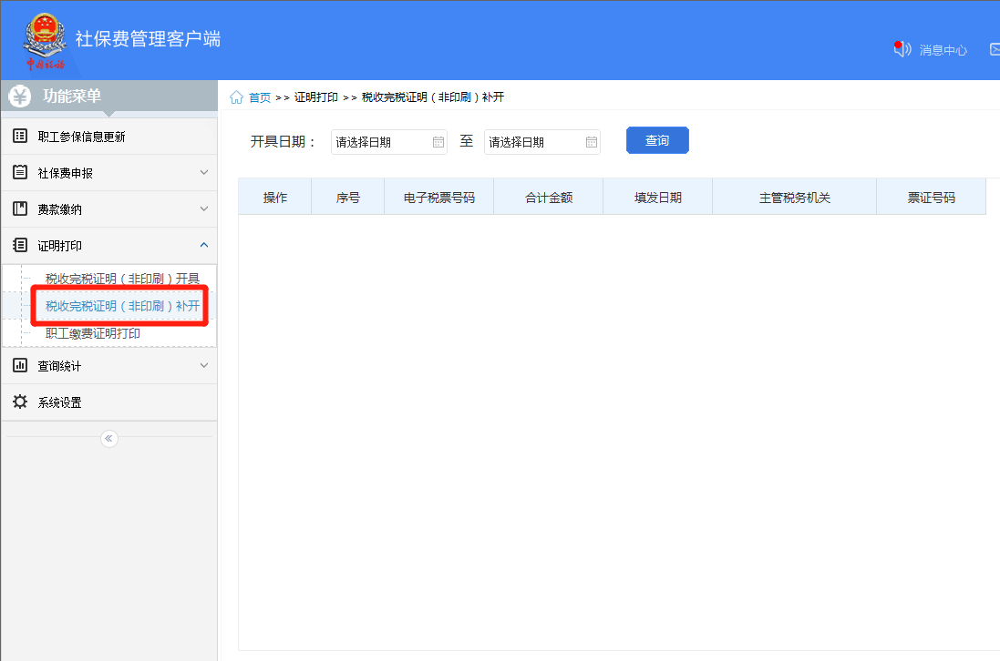 社保费管理客户端
中国税务
消息中心
功能菜单
首页 >> 证明打印 >> 税收完税证明（非印刷）补开
职工参保信息更新
社保费申报
费款缴纳
证明打印
税收完税证明（非印刷）开具
税收完税证明（非印刷）补开
职工缴费证明打印
查询统计
系统设置
开具日期： 请选择日期 至 请选择日期 查询
操作 序号 电子税票号码 合计金额 填发日期 主管税务机关 票证号码